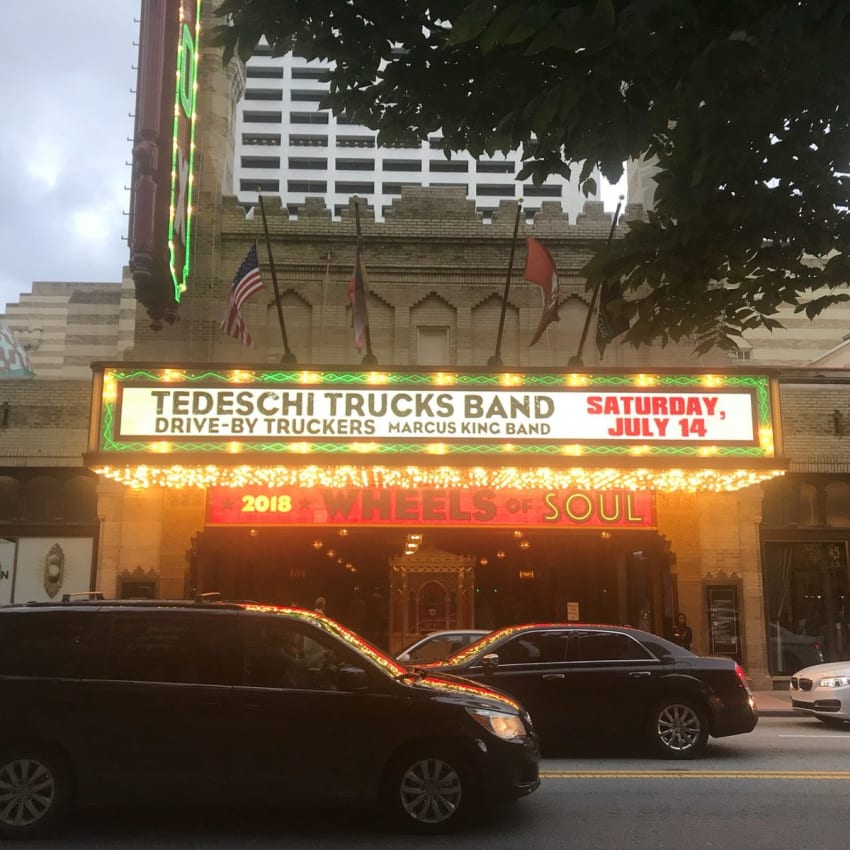 TEDESCHI TRUCKS BAND
DRIVE-BY TRUCKERS MARCUS KING BAND
SATURDAY,
JULY 14
2018 WHEELS OF SOUL